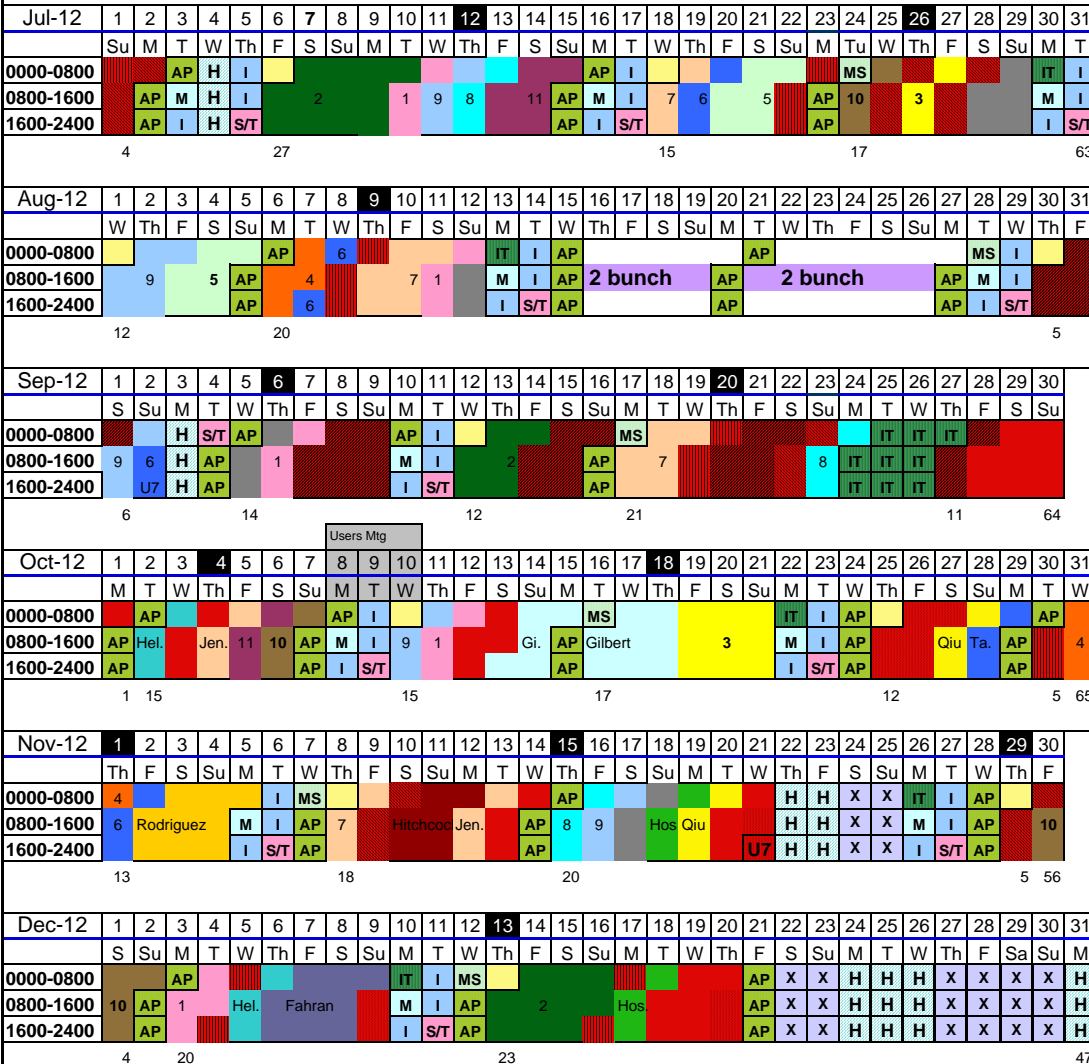 Jul-12 1 2 3 4 5 6 7 8 9 10 11 12 13 14 15 16 17 18 19 20 21 22 23 24 25 26 27 28 29 30 31
Su M T W Th F S Su M T W Th F S Su M T W Th F S Su M Tu W Th F S Su M T
0000-0800 AP H I AP I MS IT I
0800-1600 AP M H I 2 1 9 8 11 AP M I 7 6 5 AP 10 3 M I
1600-2400 AP I H S/T AP I S/T AP I S/T
4 27 15 17 63
Aug-12 1 2 3 4 5 6 7 8 9 10 11 12 13 14 15 16 17 18 19 20 21 22 23 24 25 26 27 28 29 30 31
W Th F S Su M T W Th F S Su M T W Th F S Su M T W Th F S Su M T W Th F
0000-0800 AP 6 IT I AP AP MS I
0800-1600 9 5 AP 4 7 1 M I AP 2 bunch AP 2 bunch AP M I
1600-2400 AP 6 I S/T AP AP AP I S/T
12 20 5
Sep-12 1 2 3 4 5 6 7 8 9 10 11 12 13 14 15 16 17 18 19 20 21 22 23 24 25 26 27 28 29 30
S Su M T W Th F S Su M T W Th F S Su M T W Th F S Su M T W Th F S Su
0000-0800 H S/T AP AP I MS IT IT IT
0800-1600 9 6 H AP 1 M I 2 AP 7 8 IT IT IT
1600-2400 U7 H AP I S/T AP IT IT IT
6 14 12 21 11 64
Users Mtg
Oct-12 1 2 3 4 5 6 7 8 9 10 11 12 13 14 15 16 17 18 19 20 21 22 23 24 25 26 27 28 29 30 31
M T W Th F S Su M T W Th F S Su M T W Th F S Su M T W Th F S Su M T W
0000-0800 AP AP I MS IT I AP AP
0800-1600 AP Hel. Jen. 11 10 AP M I 9 1 Gi. AP Gilbert 3 M I AP Qiu Ta. AP 4
1600-2400 AP AP I S/T AP I S/T AP AP
1 15 15 17 12 5 65
Nov-12 1 2 3 4 5 6 7 8 9 10 11 12 13 14 15 16 17 18 19 20 21 22 23 24 25 26 27 28 29 30
Th F S Su M T W Th F S Su M T W Th F S Su M T W Th F S Su M T W Th F
0000-0800 4 I MS AP H H X X IT I AP
0800-1600 6 Rodriguez M I AP 7 Hitchcoc Jen. AP 8 9 Hos Qiu H H X X M I AP 10
1600-2400 I S/T AP AP U7 H H X X I S/T AP
13 18 20 5 56
Dec-12 1 2 3 4 5 6 7 8 9 10 11 12 13 14 15 16 17 18 19 20 21 22 23 24 25 26 27 28 29 30 31
S Su M T W Th F S Su M T W Th F S Su M T W Th F S Su M T W Th F Sa Su M
0000-0800 AP IT I MS AP X X H H H X X X X H
0800-1600 10 AP 1 Hel. Fahran M I AP 2 Hos. AP X X H H H X X X X H
1600-2400 AP I S/T AP AP X X H H H X X X X H
4 20 23 47